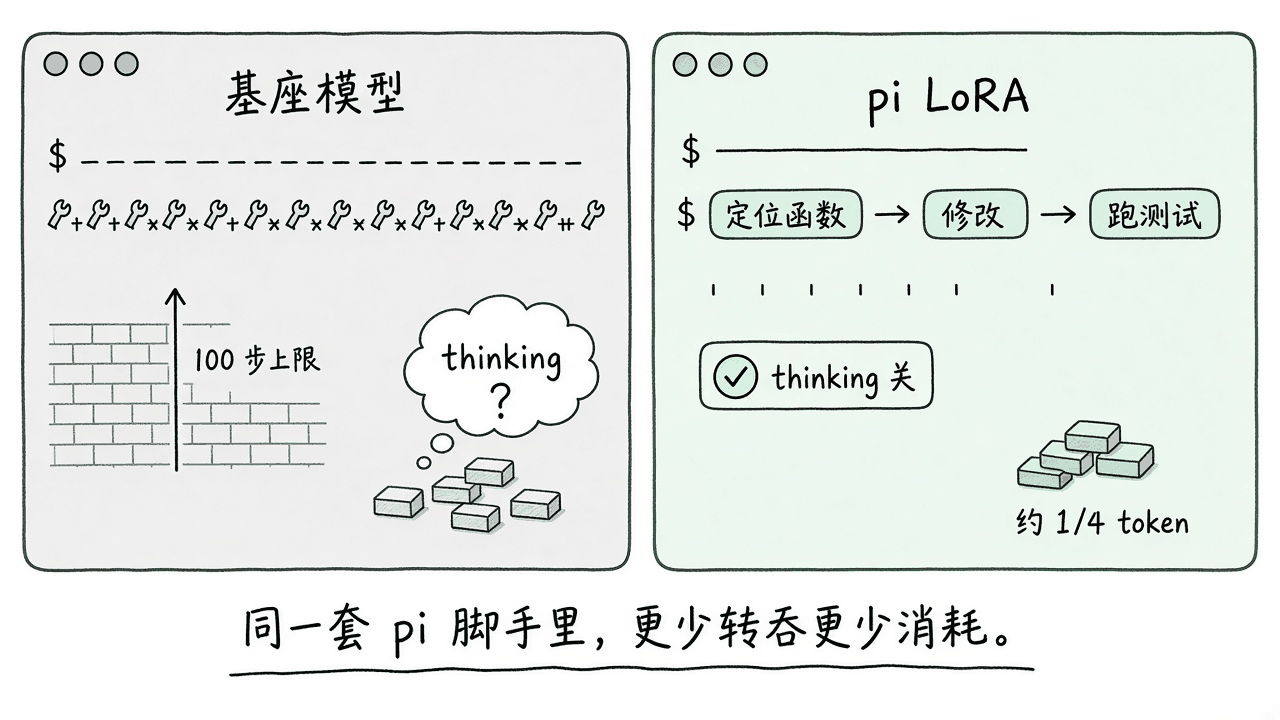 基座模型
$
100 步上限
thinking
?
pi LoRA
$
$ 定位函数 → 修改 → 跑测试
thinking 关
约 1/4 token
同一套 pi 脚手里，更少转吞更少消耗。